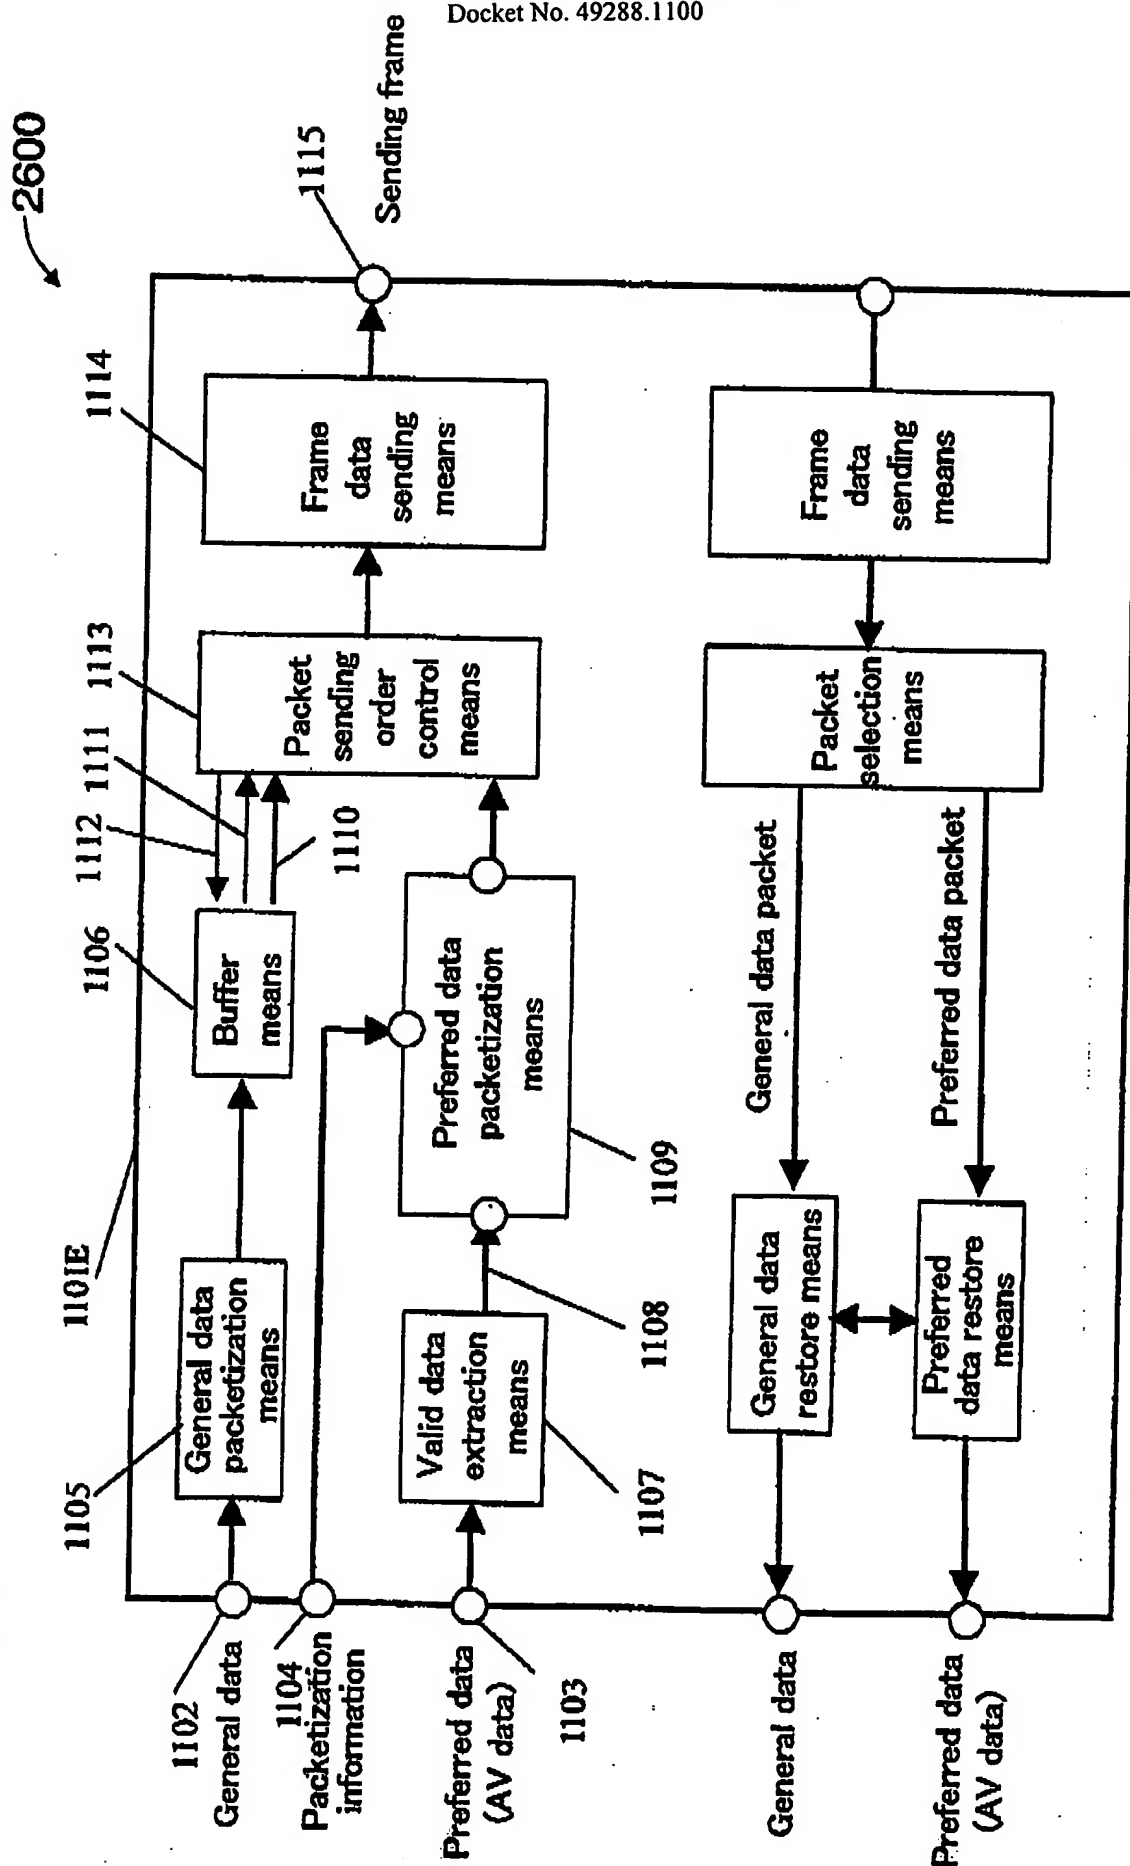 Docket No. 49288.1100
2600
1101E
1102
General data
1104
Packetization
information
Preferred data
(AV data)
1103
1105
General data
packetization
means
1106
Buffer
means
1112
1111
1110
1113
Packet
sending
order
control
means
1114
Frame
data
sending
means
1115
Sending frame
Valid data
extraction
means
1107
1108
Preferred data
packetization
means
1109
General data
Preferred data
(AV data)
General data
restore means
Preferred
data restore
means
General data packet
Preferred data packet
Packet
selection
means
Frame
data
sending
means